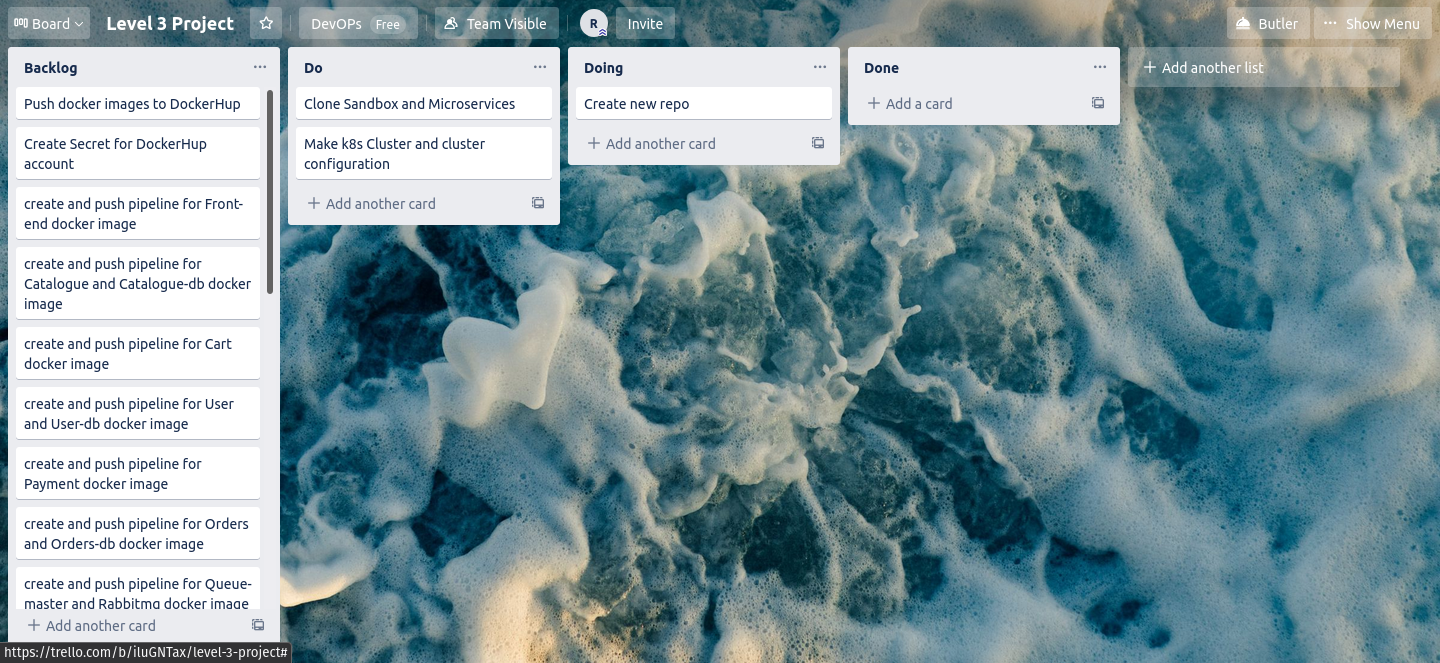 Board
Level 3 Project
DevOPs Free
Team Visible
R
Invite
Butler
Show Menu
Backlog
Push docker images to DockerHup
Create Secret for DockerHup
account
create and push pipeline for Front-
end docker image
create and push pipeline for
Catalogue and Catalogue-db docker
image
create and push pipeline for Cart
docker image
create and push pipeline for User
and User-db docker image
create and push pipeline for
Payment docker image
create and push pipeline for Orders
and Orders-db docker image
create and push pipeline for Queue-
master and Rabbitmq docker image
Add another card
Do
Clone Sandbox and Microservices
Make k8s Cluster and cluster
configuration
Add another card
Doing
Create new repo
Add another card
Done
Add a card
Add another list
https://trello.com/b/iluGNTax/level-3-project#